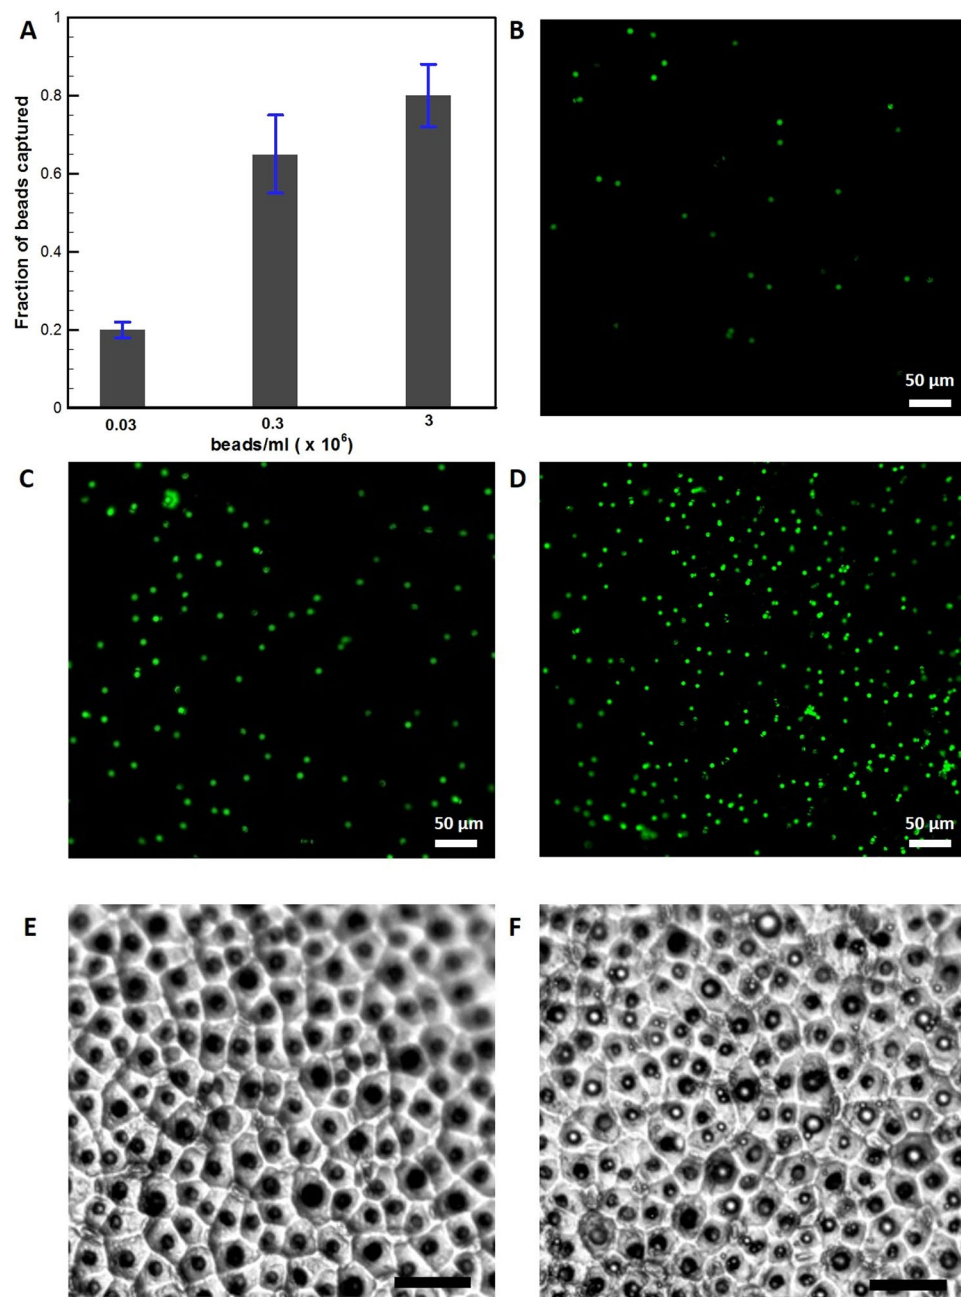 A
1
0.8
0.6
0.4
0.2
0
Fraction of beads captured
0.03
0.3
3
beads/ml ( x 10⁶)
B
50 µm
C
50 µm
D
50 µm
E
F